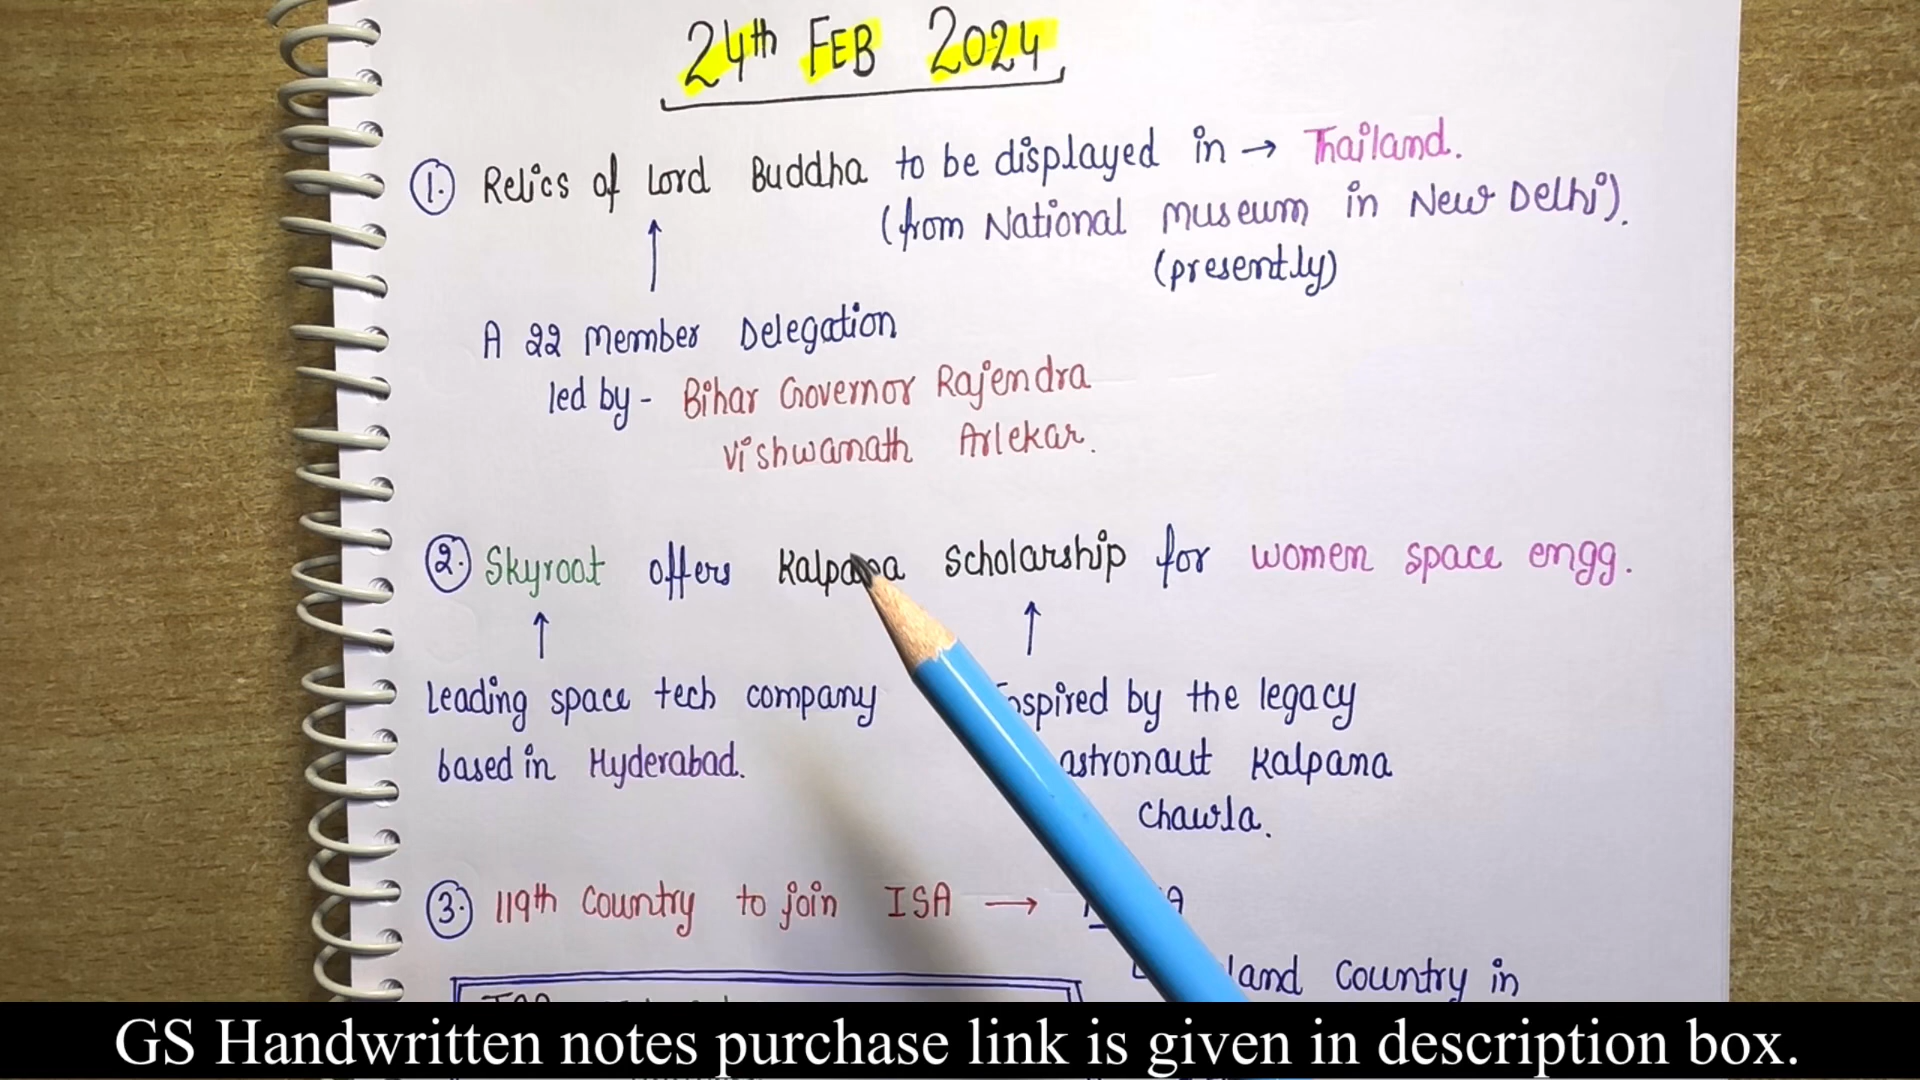 24th FEB 2024
1. Relics of Lord Buddha to be displayed in → Thailand.
(from National museum in New Delhi).
(presently)
A 22 Member Delegation
led by - Bihar Governor Rajendra
Vishwanath Arlekar.
2. Skyroot offers Kalpana Scholarship for women space engg.
Leading space tech company
based in Hyderabad.
Inspired by the legacy
astronaut Kalpana
Chawla.
3. 119th Country to join ISA →
Country in
GS Handwritten notes purchase link is given in description box.